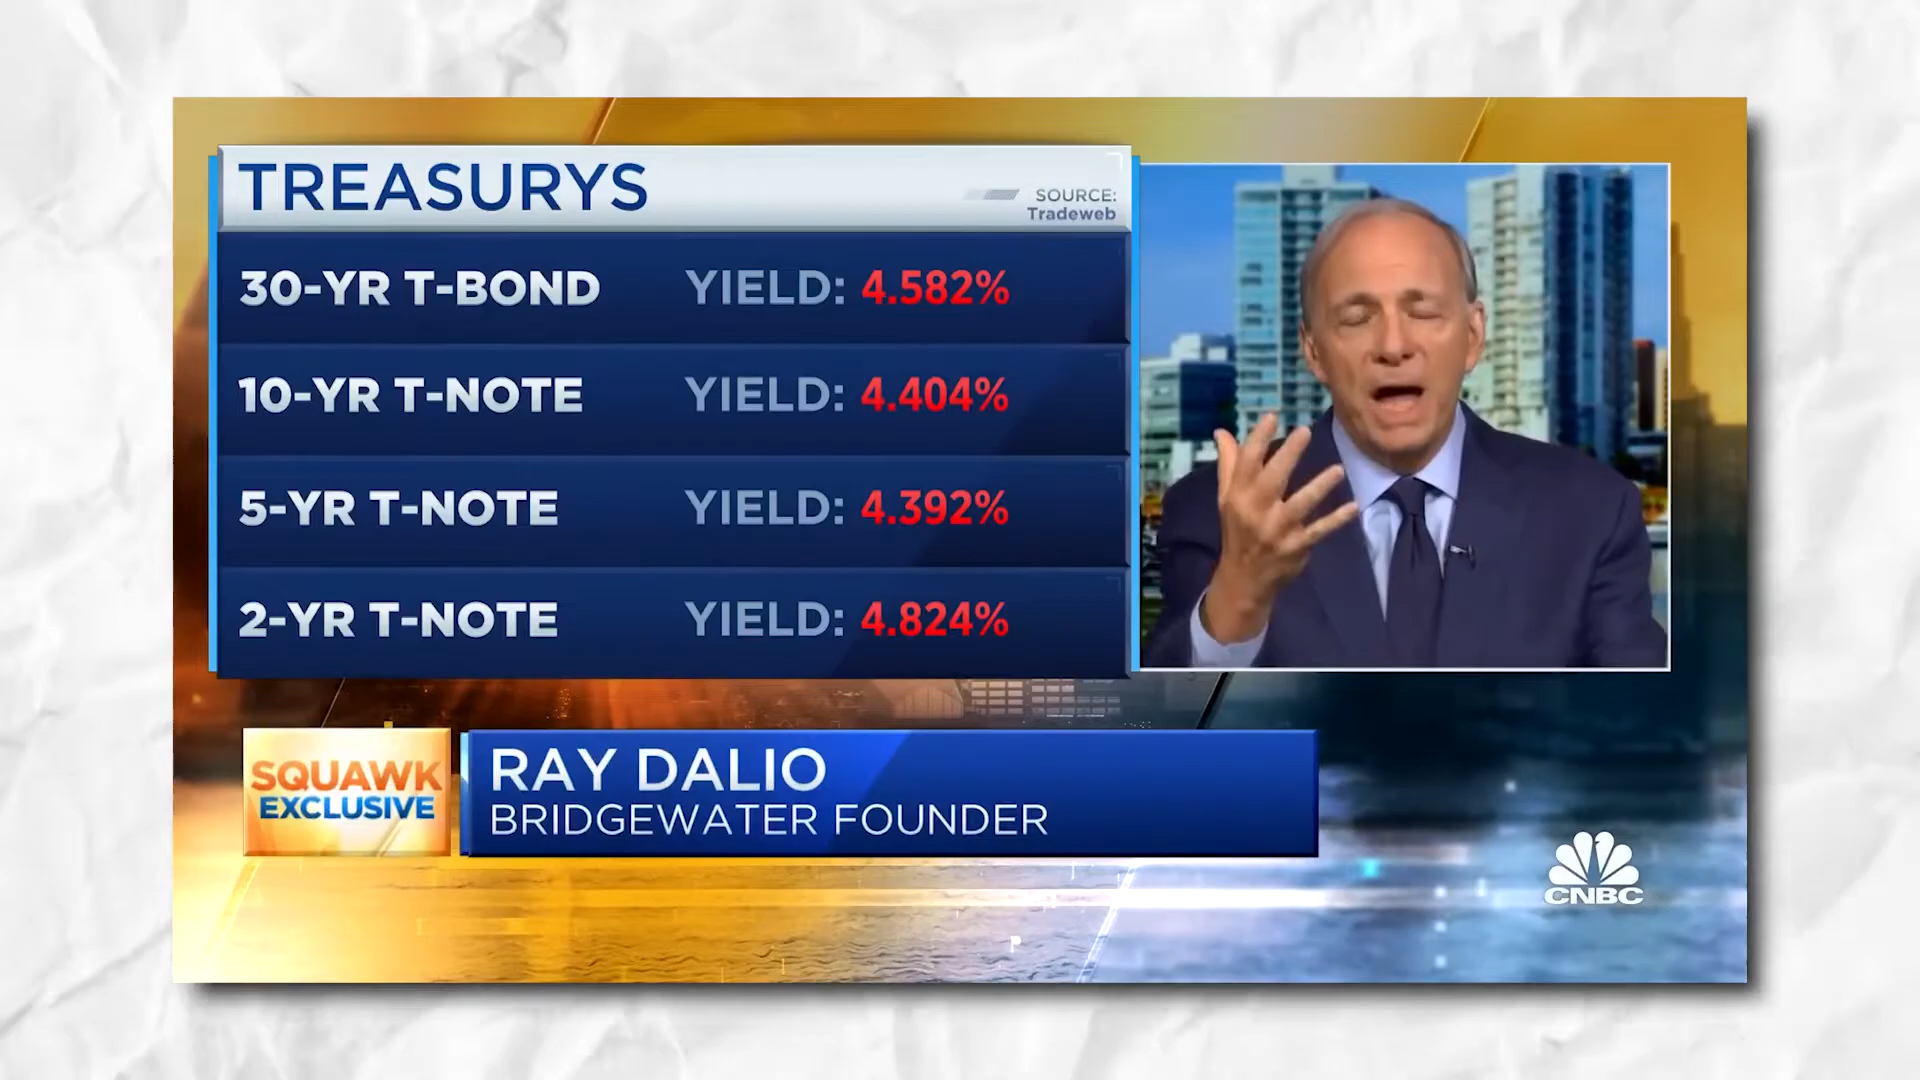 TREASURYS
SOURCE:
Tradeweb
30-YR T-BOND YIELD: 4.582%
10-YR T-NOTE YIELD: 4.404%
5-YR T-NOTE YIELD: 4.392%
2-YR T-NOTE YIELD: 4.824%
SQUAWK
EXCLUSIVE
RAY DALIO
BRIDGEWATER FOUNDER
CNBC
P